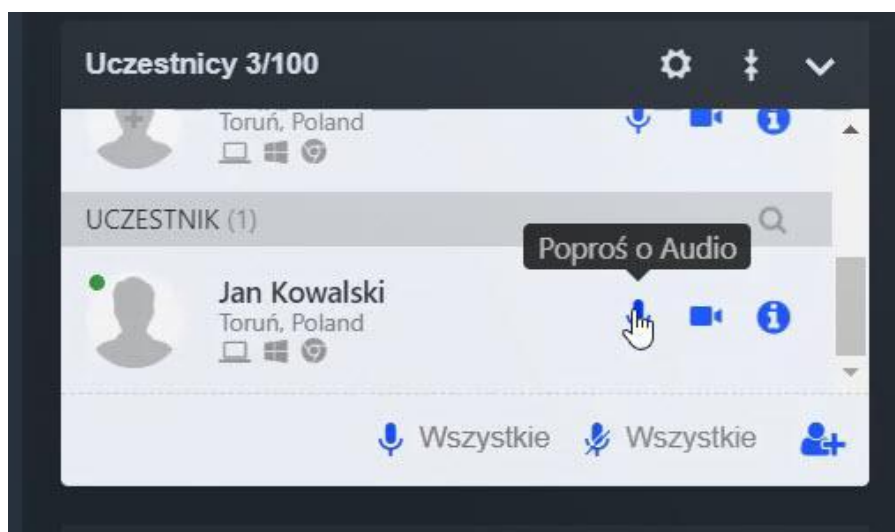 Uczestnicy 3/100
Toruń, Poland
UCZESTNIK (1)
Poproś o Audio
Jan Kowalski
Toruń, Poland
Wszystkie Wszystkie